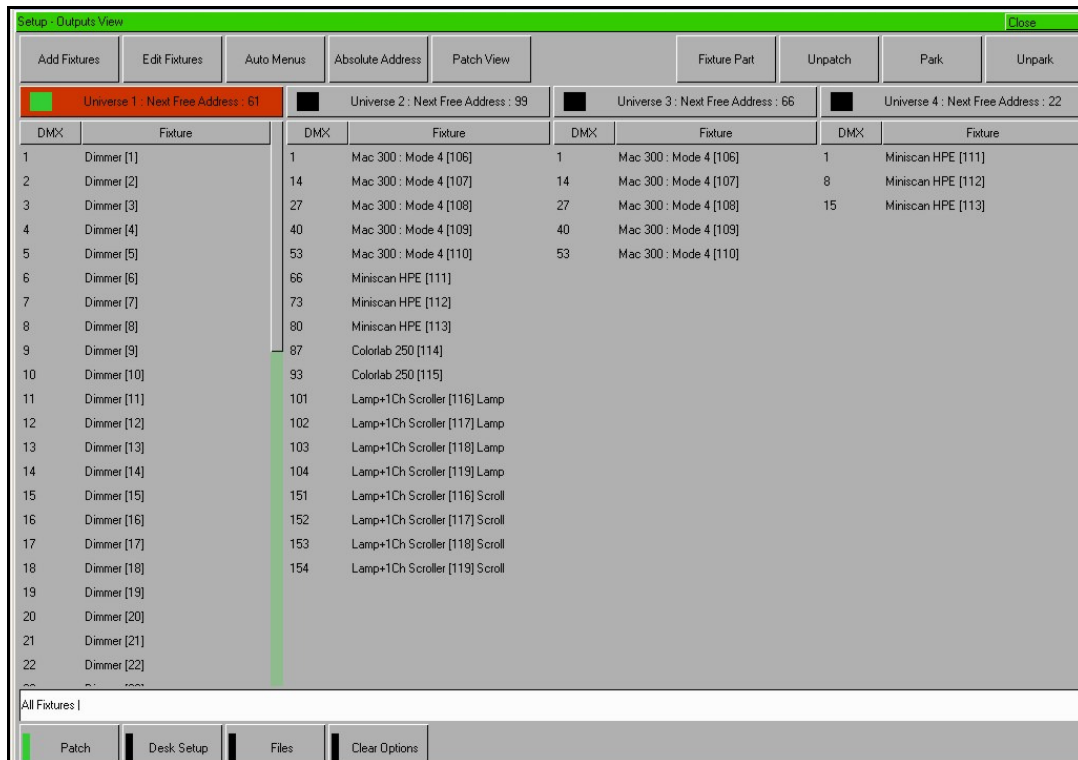 Setup - Outputs View Close
Add Fixtures Edit Fixtures Auto Menus Absolute Address Patch View Fixture Part Unpatch Park Unpark
Universe 1 : Next Free Address : 61 Universe 2 : Next Free Address : 99 Universe 3 : Next Free Address : 66 Universe 4 : Next Free Address : 22
DMX Fixture DMX Fixture DMX Fixture DMX Fixture
1 Dimmer [1] 1 Mac 300 : Mode 4 [106] 1 Mac 300 : Mode 4 [106] 1 Miniscan HPE [111]
2 Dimmer [2] 14 Mac 300 : Mode 4 [107] 14 Mac 300 : Mode 4 [107] 8 Miniscan HPE [112]
3 Dimmer [3] 27 Mac 300 : Mode 4 [108] 27 Mac 300 : Mode 4 [108] 15 Miniscan HPE [113]
4 Dimmer [4] 40 Mac 300 : Mode 4 [109] 40 Mac 300 : Mode 4 [109]
5 Dimmer [5] 53 Mac 300 : Mode 4 [110] 53 Mac 300 : Mode 4 [110]
6 Dimmer [6] 66 Miniscan HPE [111]
7 Dimmer [7] 73 Miniscan HPE [112]
8 Dimmer [8] 80 Miniscan HPE [113]
9 Dimmer [9] 87 Colorlab 250 [114]
10 Dimmer [10] 93 Colorlab 250 [115]
11 Dimmer [11] 101 Lamp+1Ch Scroller [116] Lamp
12 Dimmer [12] 102 Lamp+1Ch Scroller [117] Lamp
13 Dimmer [13] 103 Lamp+1Ch Scroller [118] Lamp
14 Dimmer [14] 104 Lamp+1Ch Scroller [119] Lamp
15 Dimmer [15] 151 Lamp+1Ch Scroller [116] Scroll
16 Dimmer [16] 152 Lamp+1Ch Scroller [117] Scroll
17 Dimmer [17] 153 Lamp+1Ch Scroller [118] Scroll
18 Dimmer [18] 154 Lamp+1Ch Scroller [119] Scroll
19 Dimmer [19]
20 Dimmer [20]
21 Dimmer [21]
22 Dimmer [22]
All Fixtures |
Patch Desk Setup Files Clear Options